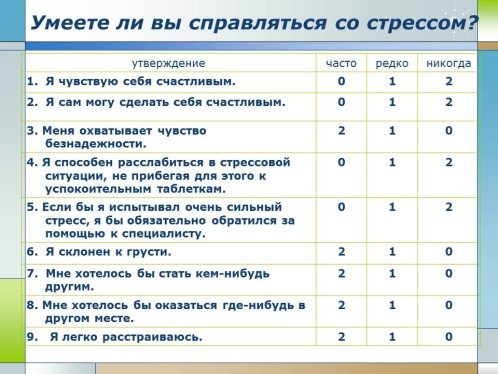 Умеете ли вы справляться со стрессом?
утверждение часто редко никогда
1. Я чувствую себя счастливым. 0 1 2
2. Я сам могу сделать себя счастливым. 0 1 2
3. Меня охватывает чувство 2 1 0
безнадежности.
4. Я способен расслабиться в стрессовой 0 1 2
ситуации, не прибегая для этого к
успокоительным таблеткам.
5. Если бы я испытывал очень сильный 0 1 2
стресс, я бы обязательно обратился за
помощью к специалисту.
6. Я склонен к грусти. 2 1 0
7. Мне хотелось бы стать кем-нибудь 2 1 0
другим.
8. Мне хотелось бы оказаться где-нибудь в 2 1 0
другом месте.
9. Я легко расстраиваюсь. 2 1 0